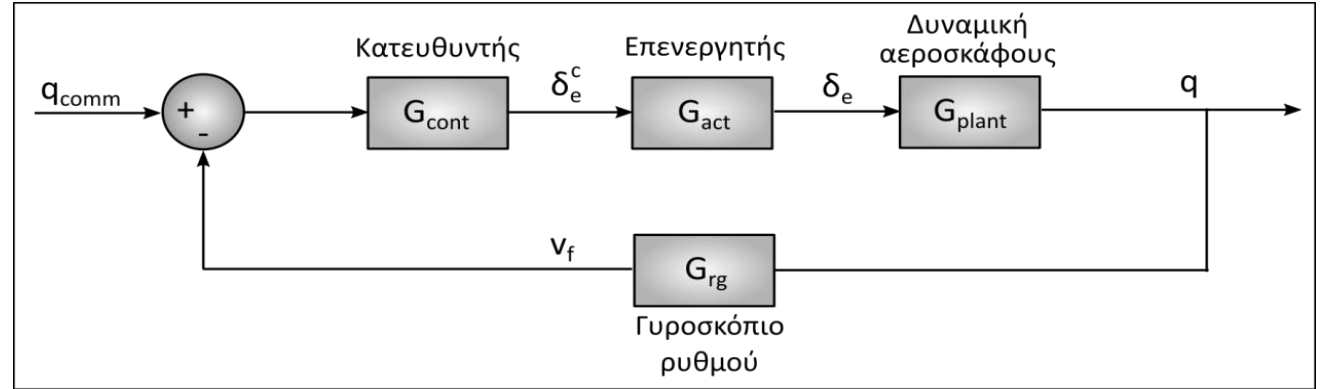 Κατευθυντής
Επενεργητής
Δυναμική
αεροσκάφους
q_comm
+
-
G_cont
δ_e^c
G_act
δ_e
G_plant
q
v_f
G_rg
Γυροσκόπιο
ρυθμού